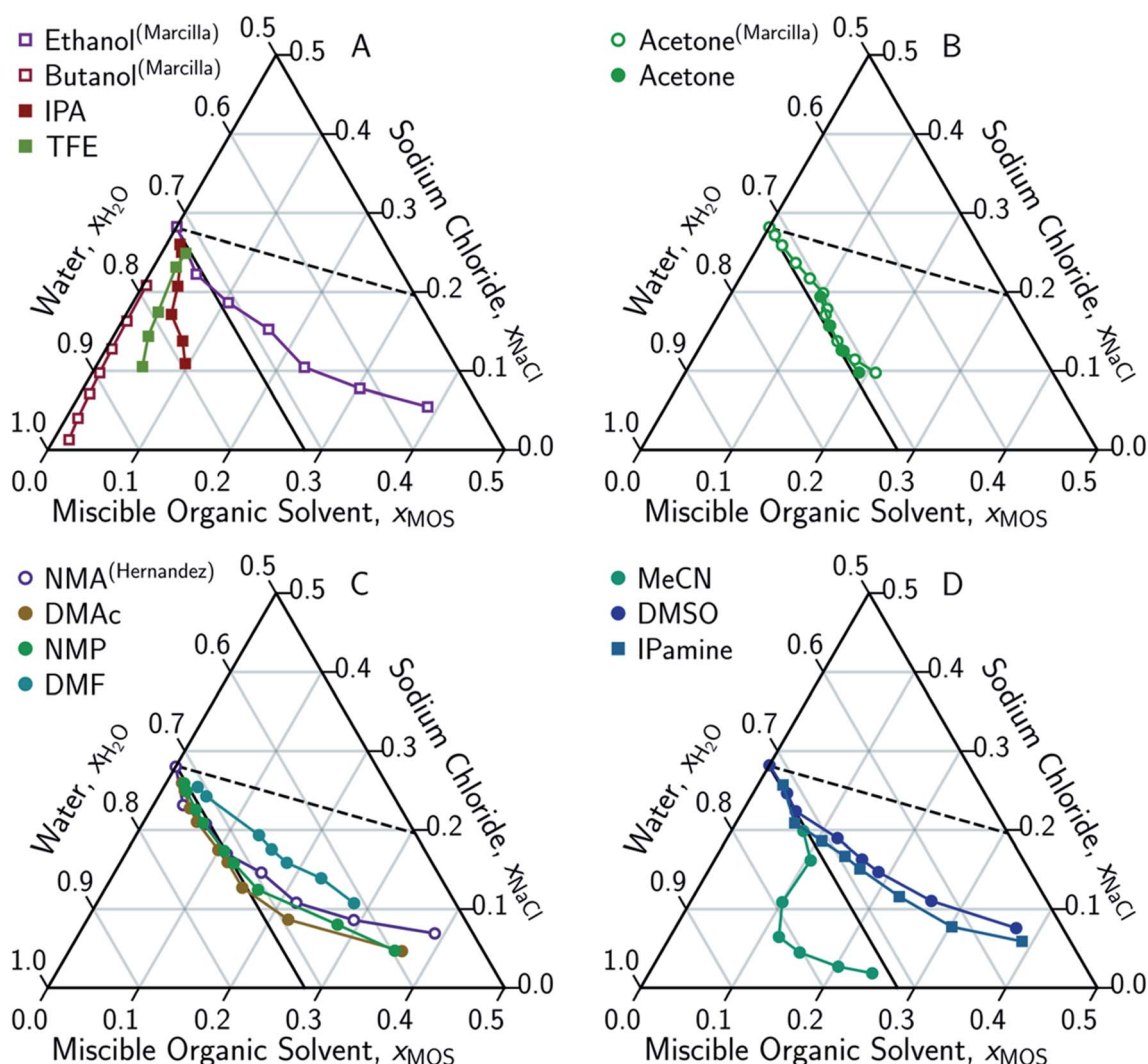 Ethanol(Marcilla)
Butanol(Marcilla)
IPA
TFE
A
0.5
0.5
0.6
0.4
0.7
0.3
0.8
0.2
0.9
0.1
1.0
0.0
Water, xH2O
Sodium Chloride, xNaCl
0.0 0.1 0.2 0.3 0.4 0.5
Miscible Organic Solvent, xMOS
Acetone(Marcilla)
Acetone
B
0.5
0.5
0.6
0.4
0.7
0.3
0.8
0.2
0.9
0.1
1.0
0.0
Water, xH2O
Sodium Chloride, xNaCl
0.0 0.1 0.2 0.3 0.4 0.5
Miscible Organic Solvent, xMOS
NMA(Hernandez)
DMAc
NMP
DMF
C
0.5
0.5
0.6
0.4
0.7
0.3
0.8
0.2
0.9
0.1
1.0
0.0
Water, xH2O
Sodium Chloride, xNaCl
0.0 0.1 0.2 0.3 0.4 0.5
Miscible Organic Solvent, xMOS
MeCN
DMSO
IPamine
D
0.5
0.5
0.6
0.4
0.7
0.3
0.8
0.2
0.9
0.1
1.0
0.0
Water, xH2O
Sodium Chloride, xNaCl
0.0 0.1 0.2 0.3 0.4 0.5
Miscible Organic Solvent, xMOS